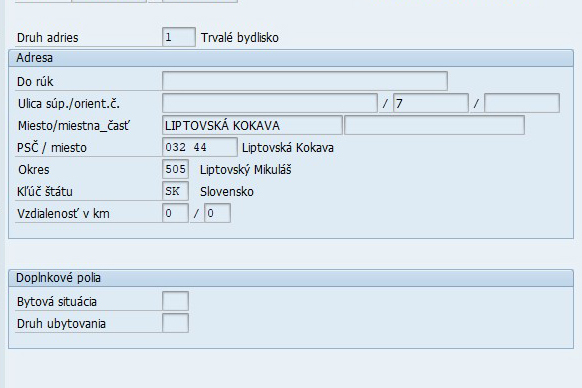 Druh adries 1 Trvalé bydlisko
Adresa
Do rúk
Ulica súp./orient.č. / 7 /
Miesto/miestna_časť LIPTOVSKÁ KOKAVA
PSČ / miesto 032 44 Liptovská Kokava
Okres 505 Liptovský Mikuláš
Kľúč štátu SK Slovensko
Vzdialenosť v km 0 / 0
Doplnkové polia
Bytová situácia
Druh ubytovania